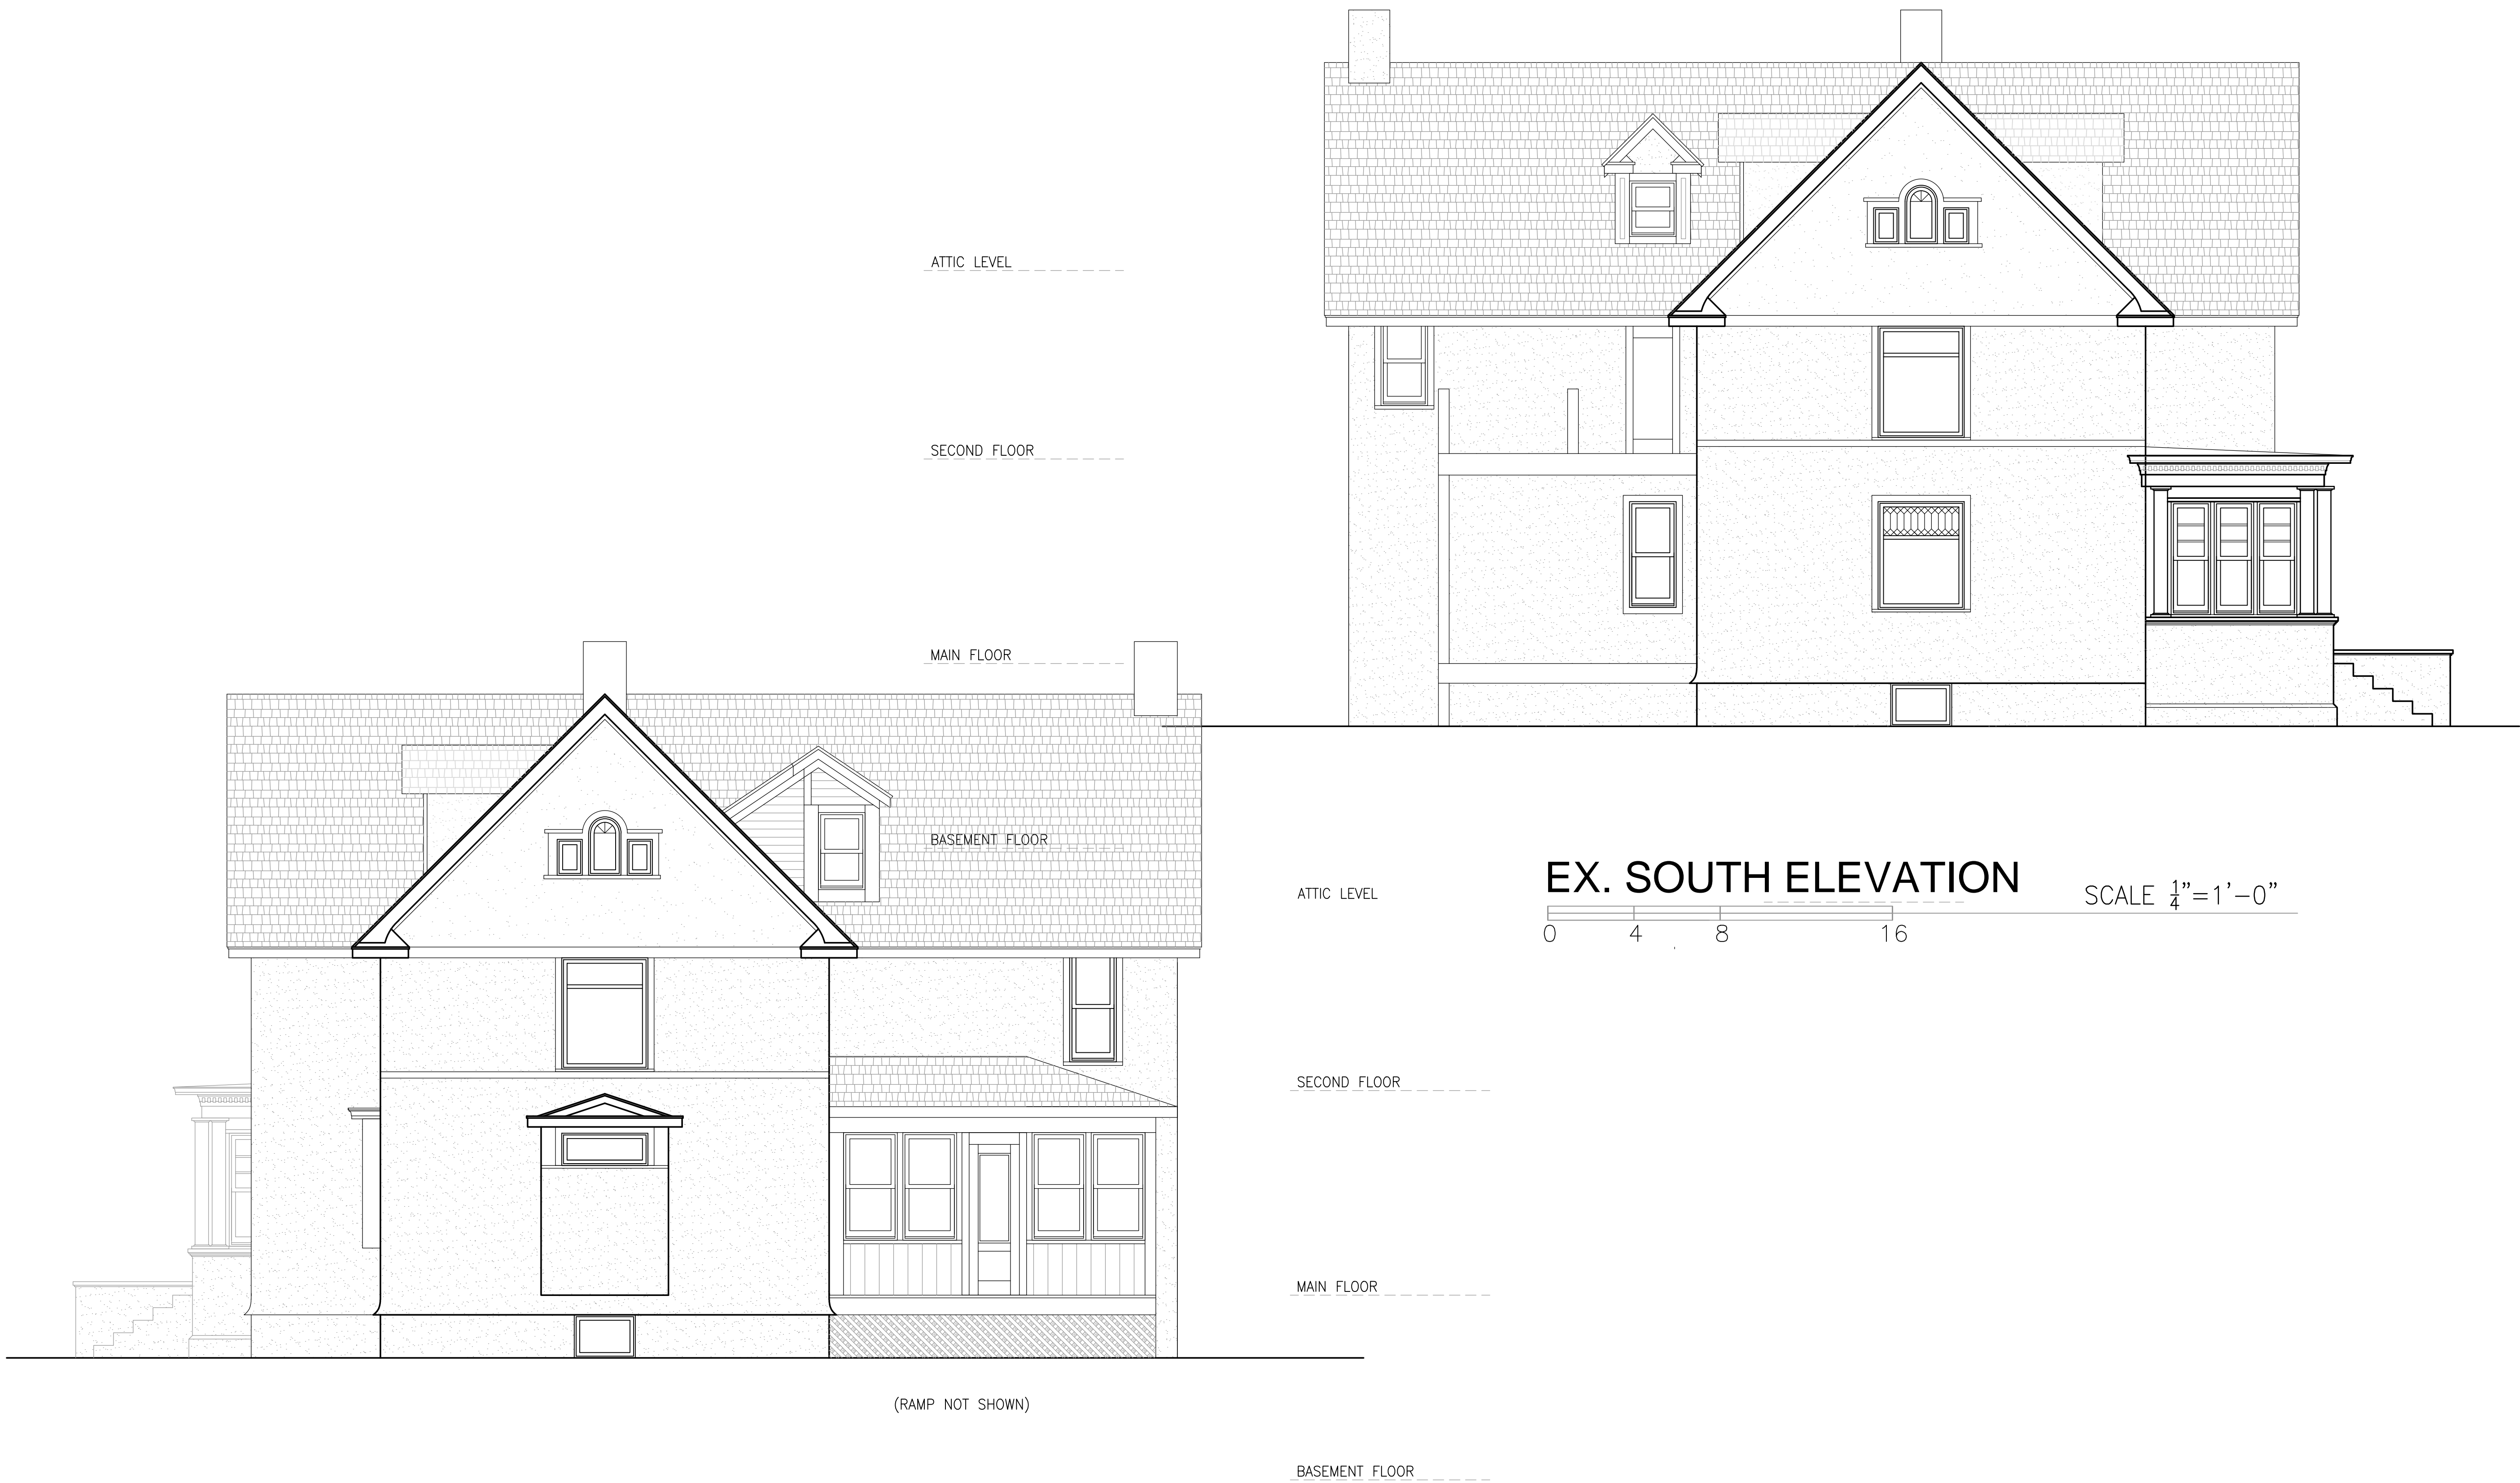 ATTIC LEVEL
SECOND FLOOR
MAIN FLOOR
BASEMENT FLOOR
EX. SOUTH ELEVATION
SCALE 1/4"=1'-0"
0 4 8 16
ATTIC LEVEL
SECOND FLOOR
MAIN FLOOR
(RAMP NOT SHOWN)
BASEMENT FLOOR